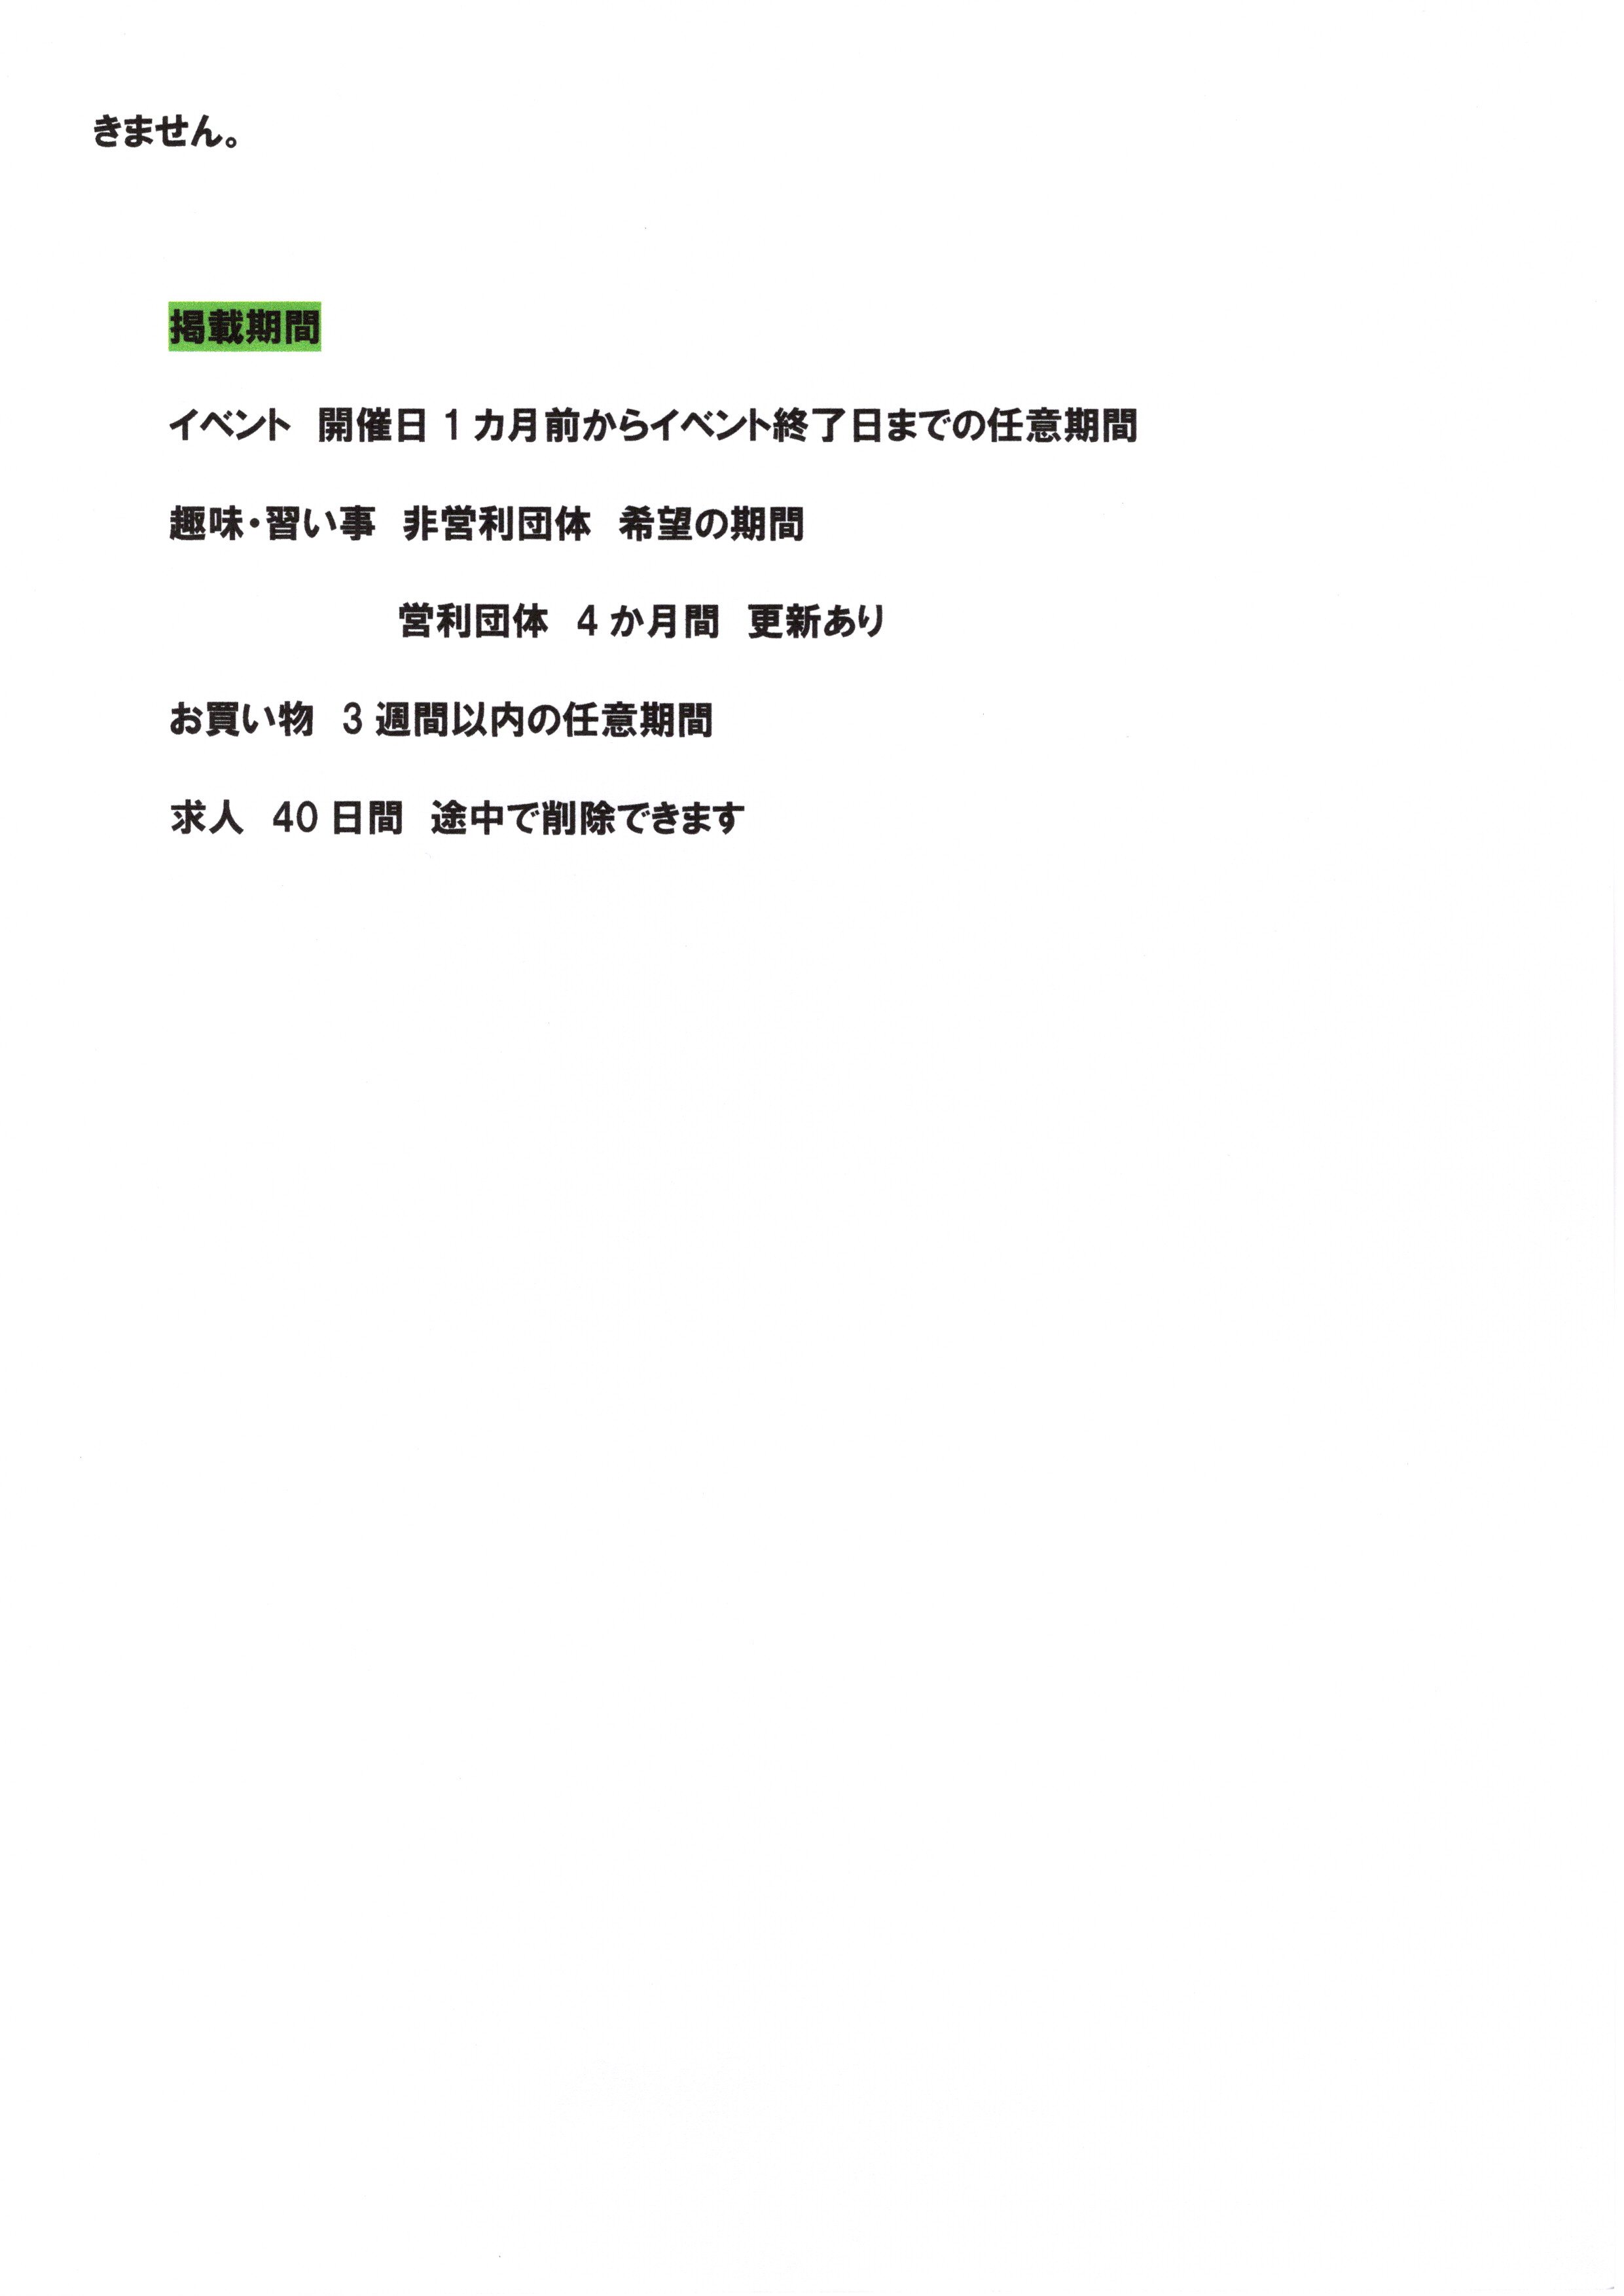 きません。
掲載期間
イベント　開催日 1 カ月前からイベント終了日までの任意期間
趣味・習い事　非営利団体　希望の期間
営利団体　4 か月間　更新あり
お買い物　3 週間以内の任意期間
求人　40 日間　途中で削除できます